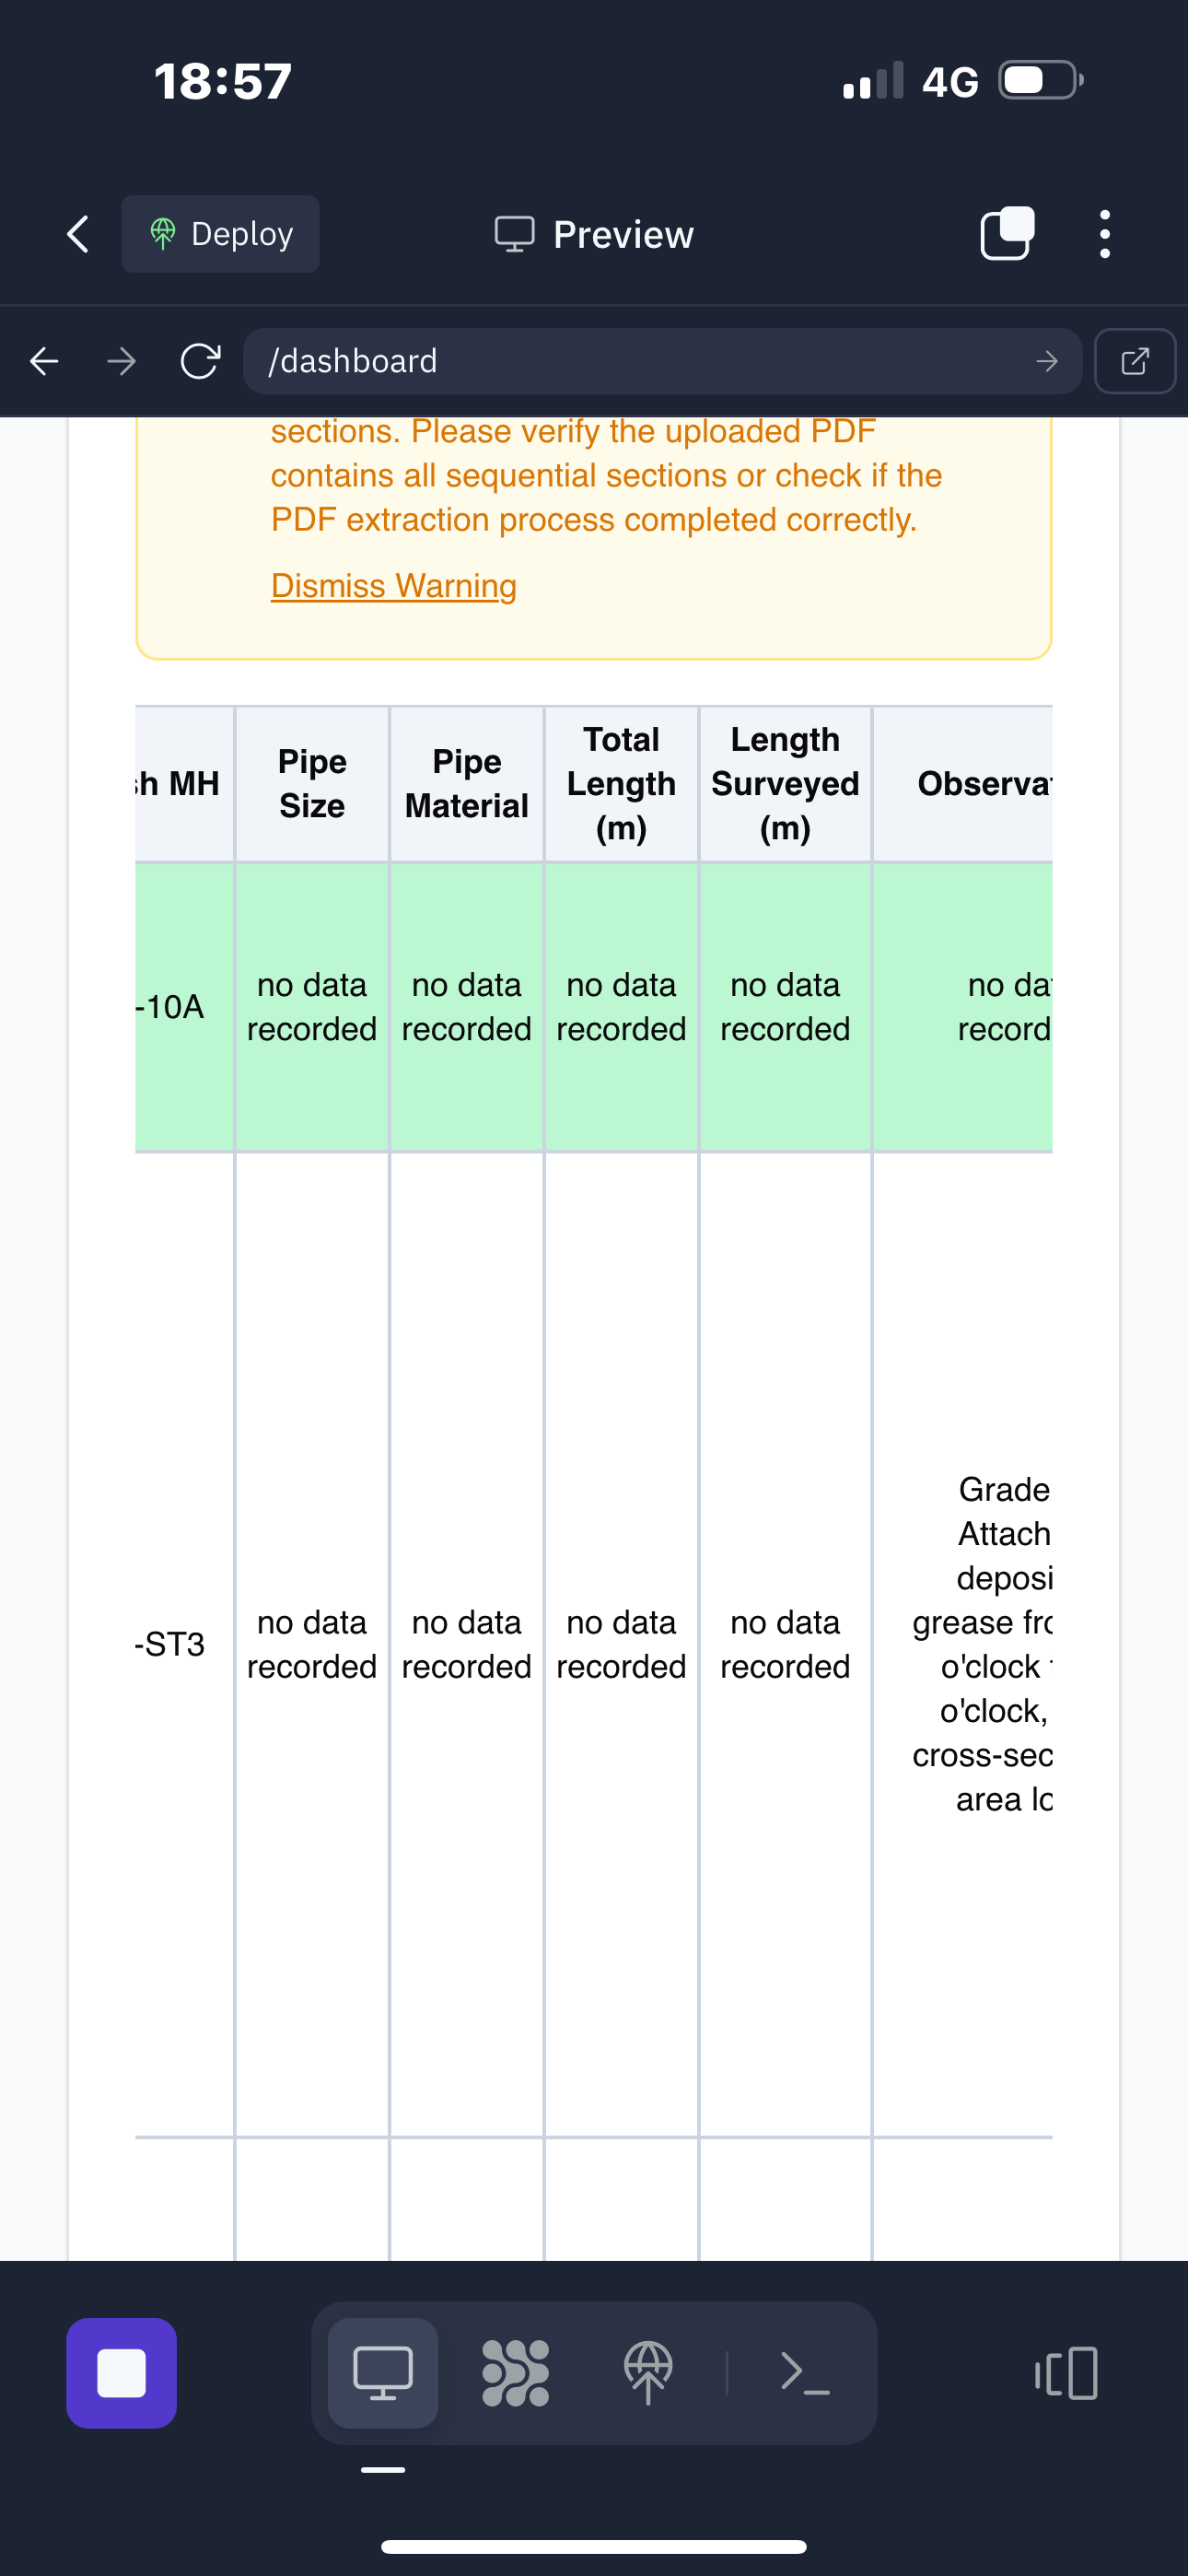 18:57
4G
Deploy
Preview
/dashboard
sections. Please verify the uploaded PDF
contains all sequential sections or check if the
PDF extraction process completed correctly.
Dismiss Warning
sh MH
Pipe
Size
Pipe
Material
Total
Length
(m)
Length
Surveyed
(m)
Observat
-10A
no data
recorded
no data
recorded
no data
recorded
no data
recorded
no dat
record
-ST3
no data
recorded
no data
recorded
no data
recorded
no data
recorded
Grade
Attach
deposi
grease fro
o'clock
o'clock,
cross-sec
area lo